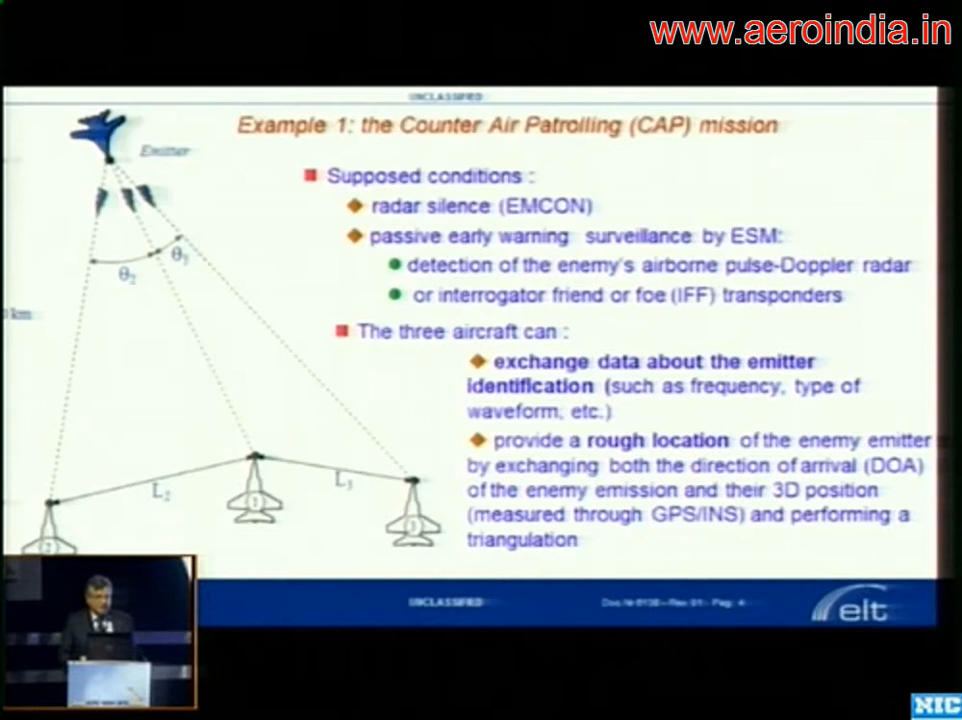 www.aeroindia.in
UNCLASSIFIED
Example 1: the Counter Air Patrolling (CAP) mission
Emitter
Supposed conditions :
radar silence (EMCON)
passive early warning surveillance by ESM:
detection of the enemy's airborne pulse-Doppler radar
or interrogator friend or foe (IFF) transponders
θ2
θ3
km
The three aircraft can :
exchange data about the emitter
identification (such as frequency, type of
waveform, etc.)
provide a rough location of the enemy emitter
by exchanging both the direction of arrival (DOA)
of the enemy emission and their 3D position
(measured through GPS/INS) and performing a
triangulation
L2
L3
1
3
2
UNCLASSIFIED
elt
NIC